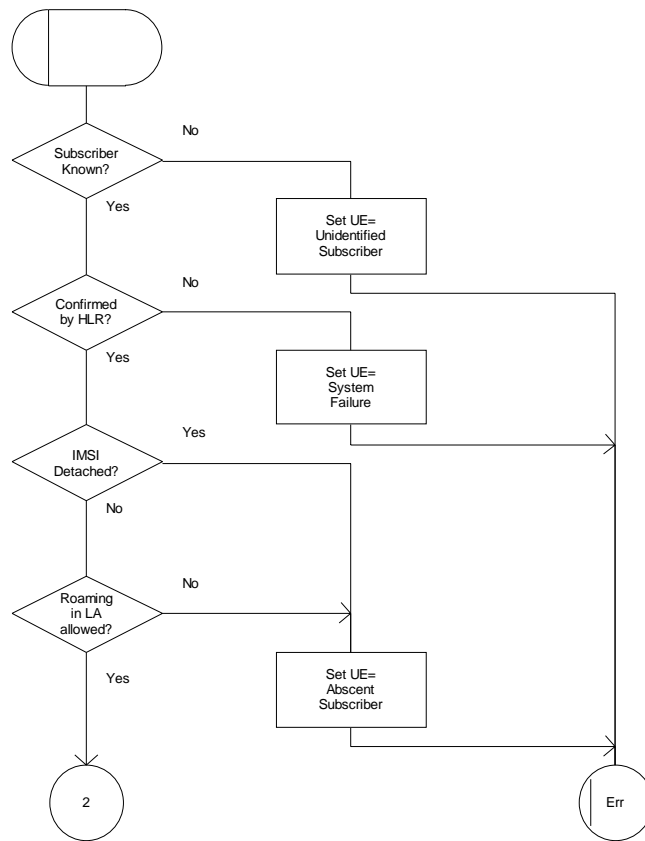 No
Subscriber
Known?
Yes
Set UE=
Unidentified
Subscriber
No
Confirmed
by HLR?
Yes
Set UE=
System
Failure
Yes
IMSI
Detached?
No
No
Roaming
in LA
allowed?
Yes
Set UE=
Abscent
Subscriber
2
Err